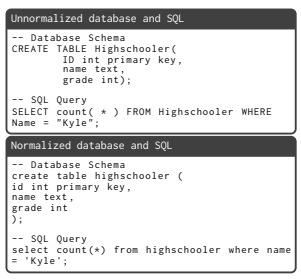 Unnormalized database and SQL
-- Database Schema
CREATE TABLE Highschooler(
ID int primary key,
name text,
grade int);
-- SQL Query
SELECT count( * ) FROM Highschooler WHERE
Name = "Kyle";
Normalized database and SQL
-- Database Schema
create table highschooler (
id int primary key,
name text,
grade int
);
-- SQL Query
select count(*) from highschooler where name
= 'Kyle';